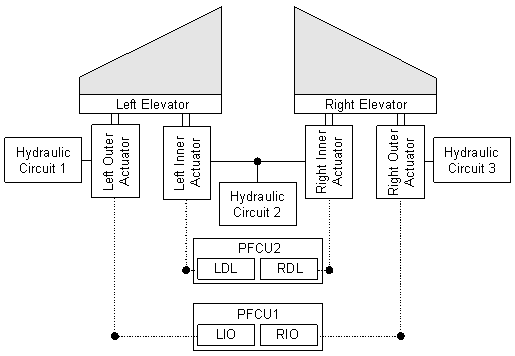 Left Elevator
Right Elevator
Hydraulic
Circuit 1
Left Outer
Actuator
Left Inner
Actuator
Hydraulic
Circuit 2
Right Inner
Actuator
Right Outer
Actuator
Hydraulic
Circuit 3
PFCU2
LDL
RDL
PFCU1
LIO
RIO